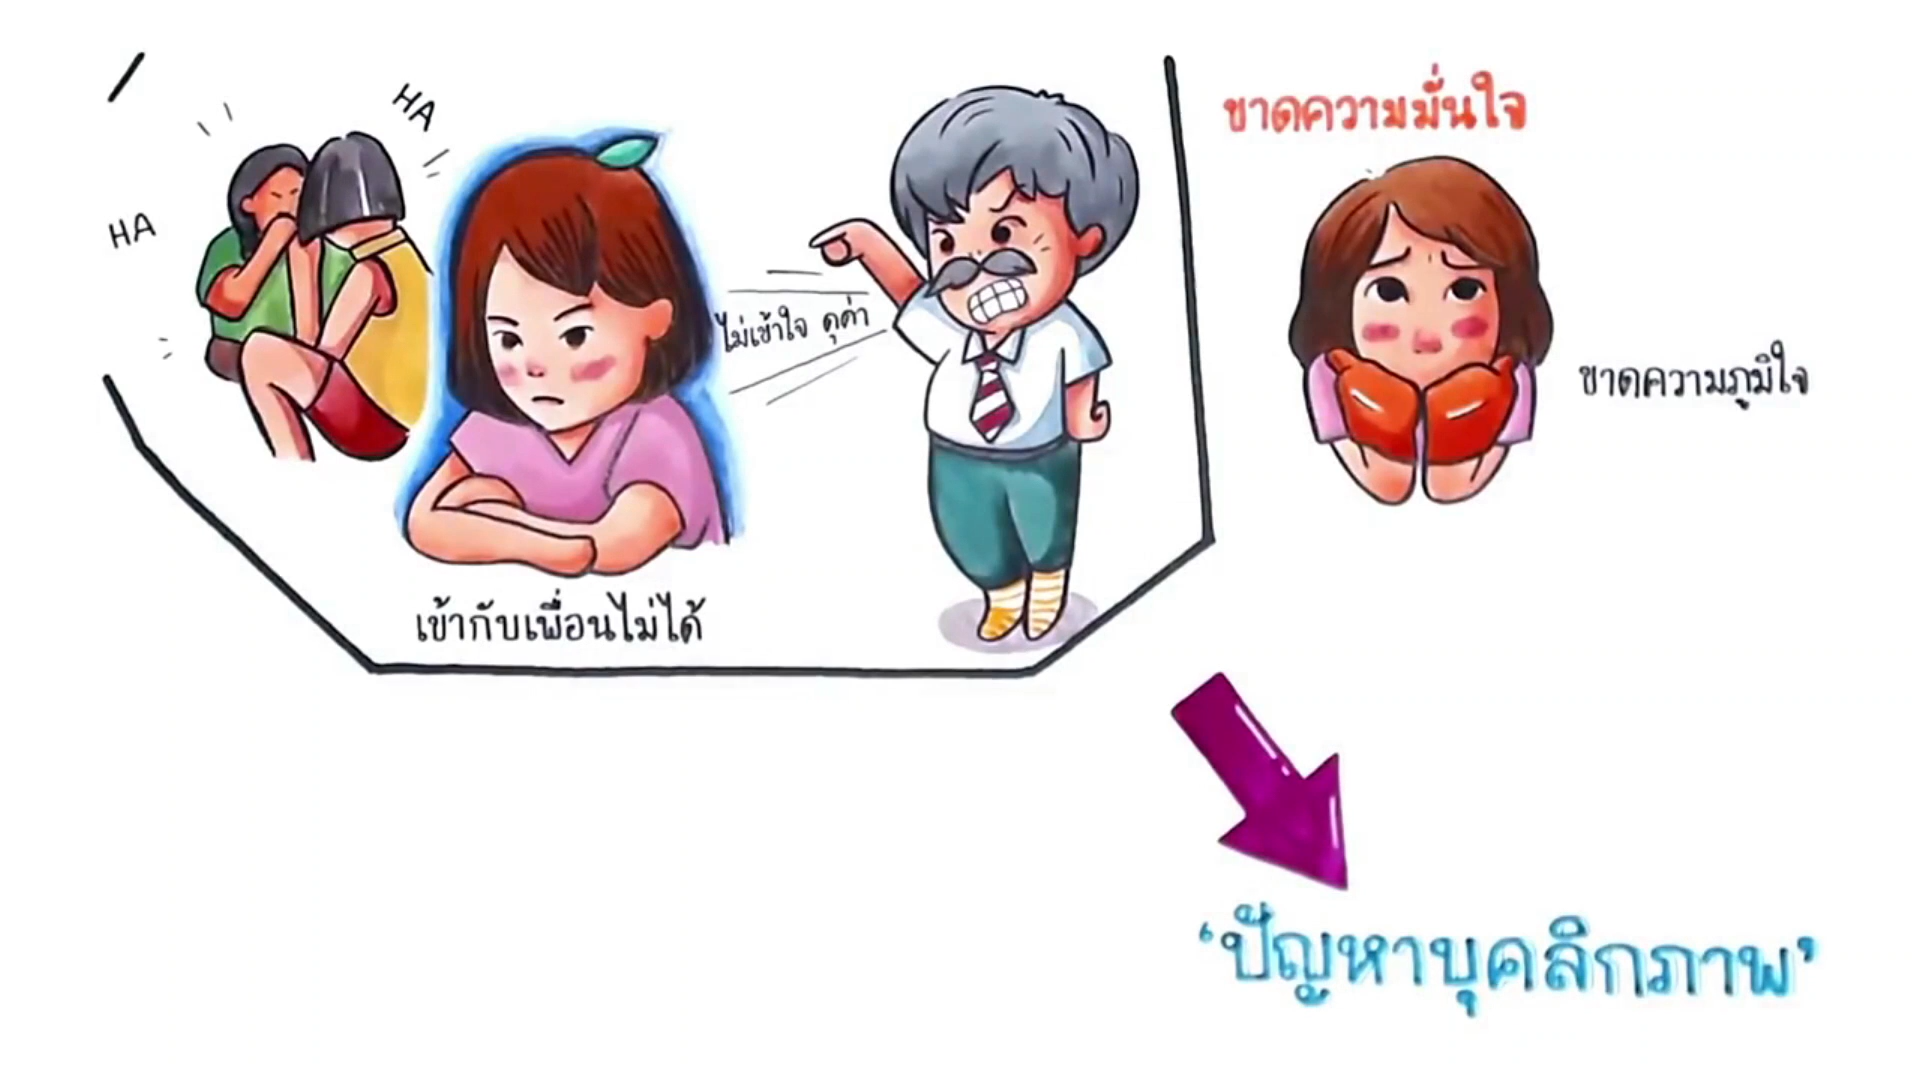 HA
HA
ไม่เข้าใจ ดุด่า
เข้ากับเพื่อนไม่ได้
ขาดความมั่นใจ
ขาดความภูมิใจ
‘ปัญหาบุคลิกภาพ’